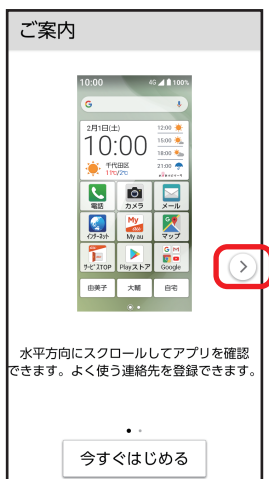 ご案内
10:00 4G 100%
G
2月1日(土)
10:00
千代田区
11℃/2℃
12:00
15:00
18:00
21:00
電話 カメラ メール
インターネット My au マップ
サービスTOP Playストア Google
由美子 大輔 自宅
水平方向にスクロールしてアプリを確認
できます。よく使う連絡先を登録できます。
今すぐはじめる